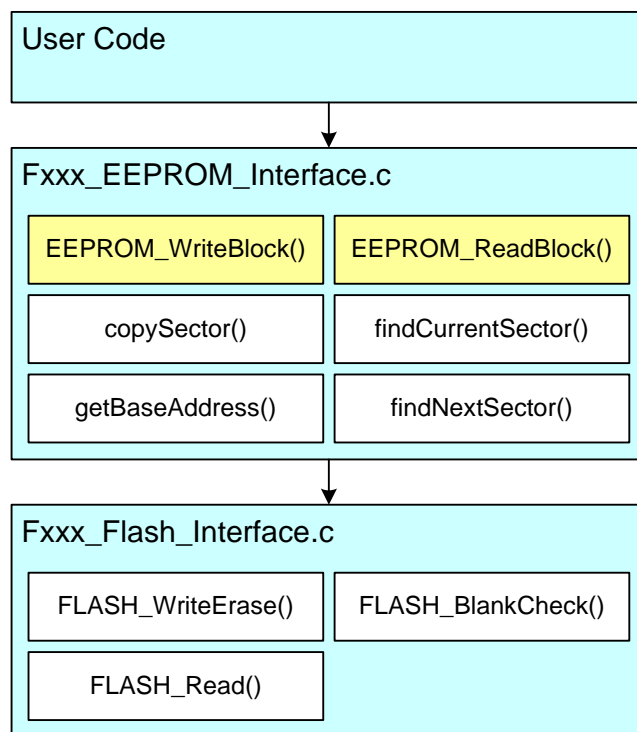 User Code
Fxxx_EEPROM_Interface.c
EEPROM_WriteBlock()
EEPROM_ReadBlock()
copySector()
findCurrentSector()
getBaseAddress()
findNextSector()
Fxxx_Flash_Interface.c
FLASH_WriteErase()
FLASH_BlankCheck()
FLASH_Read()